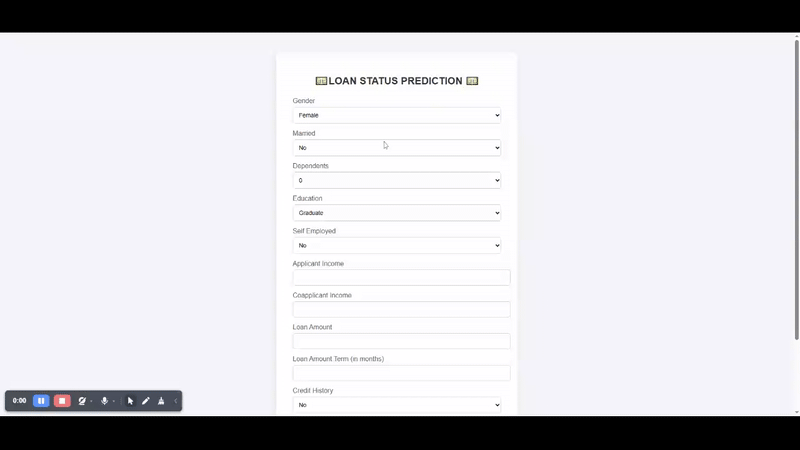 LOAN STATUS PREDICTION
Gender
Female
Married
No
Dependents
0
Education
Graduate
Self Employed
No
Applicant Income
Coapplicant Income
Loan Amount
Loan Amount Term (in months)
Credit History
No
0:00